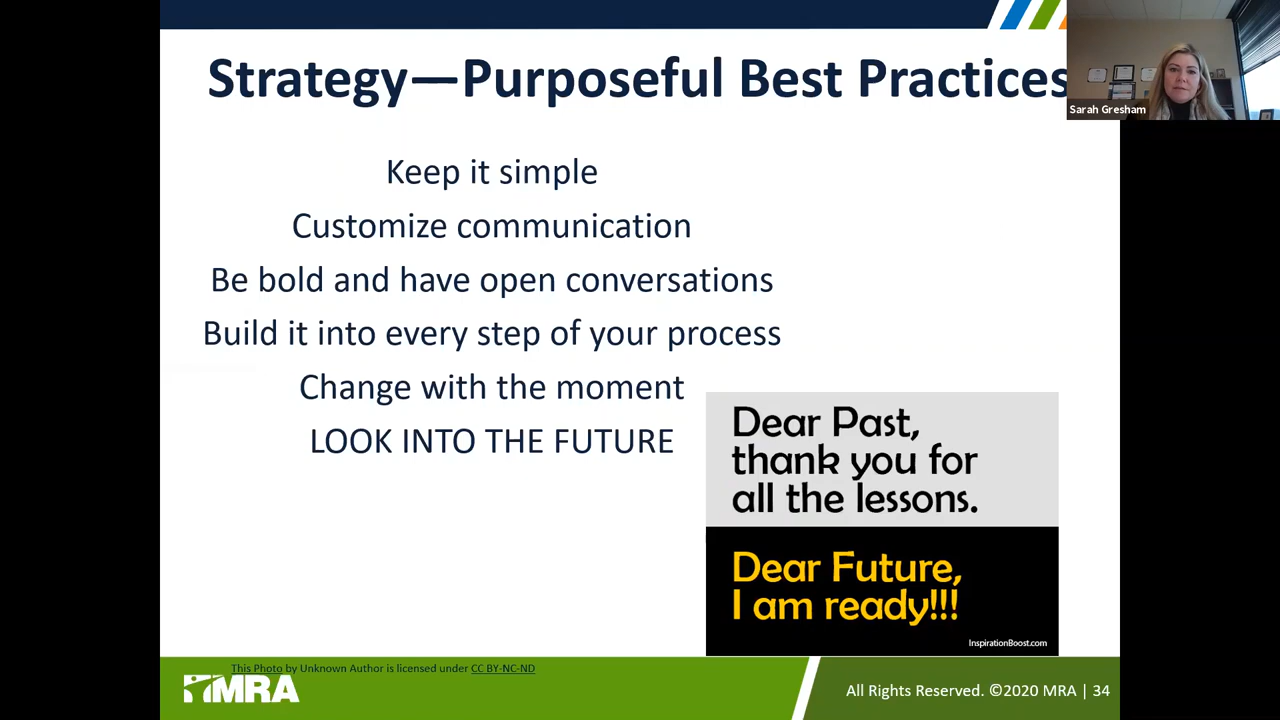 Strategy—Purposeful Best Practices
Sarah Gresham
Keep it simple
Customize communication
Be bold and have open conversations
Build it into every step of your process
Change with the moment
LOOK INTO THE FUTURE
Dear Past,
thank you for
all the lessons.
Dear Future,
I am ready!!!
InspirationBoost.com
This Photo by Unknown Author is licensed under CC BY-NC-ND
MRA
All Rights Reserved. ©2020 MRA | 34